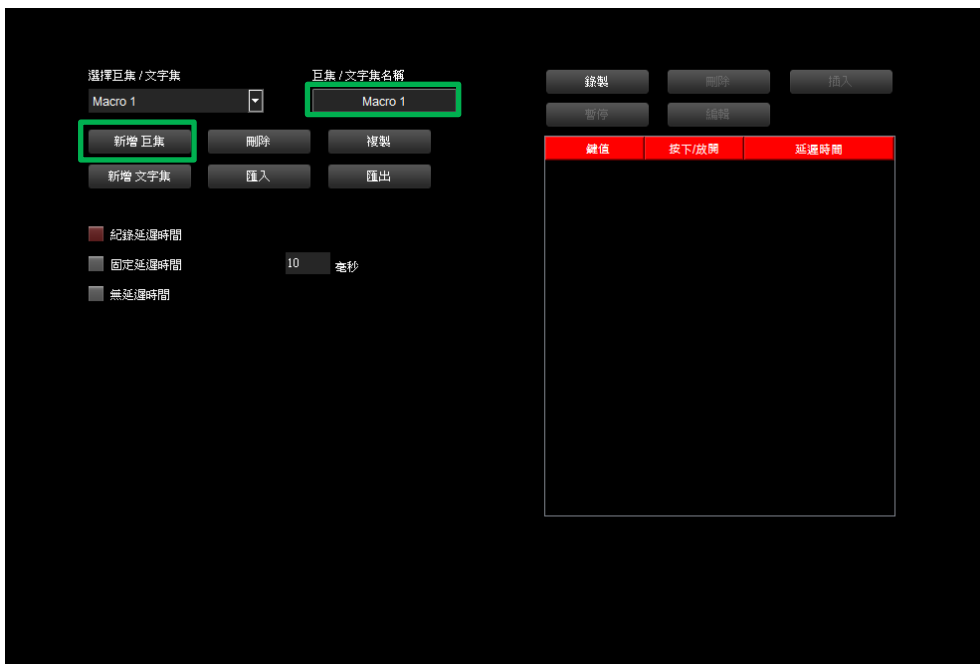 選擇巨集 / 文字集
巨集 / 文字集名稱
Macro 1
Macro 1
新增 巨集
刪除
複製
新增 文字集
匯入
匯出
紀錄延遲時間
固定延遲時間
10
毫秒
無延遲時間
錄製
刪除
插入
暫停
編輯
鍵值
按下/放開
延遲時間